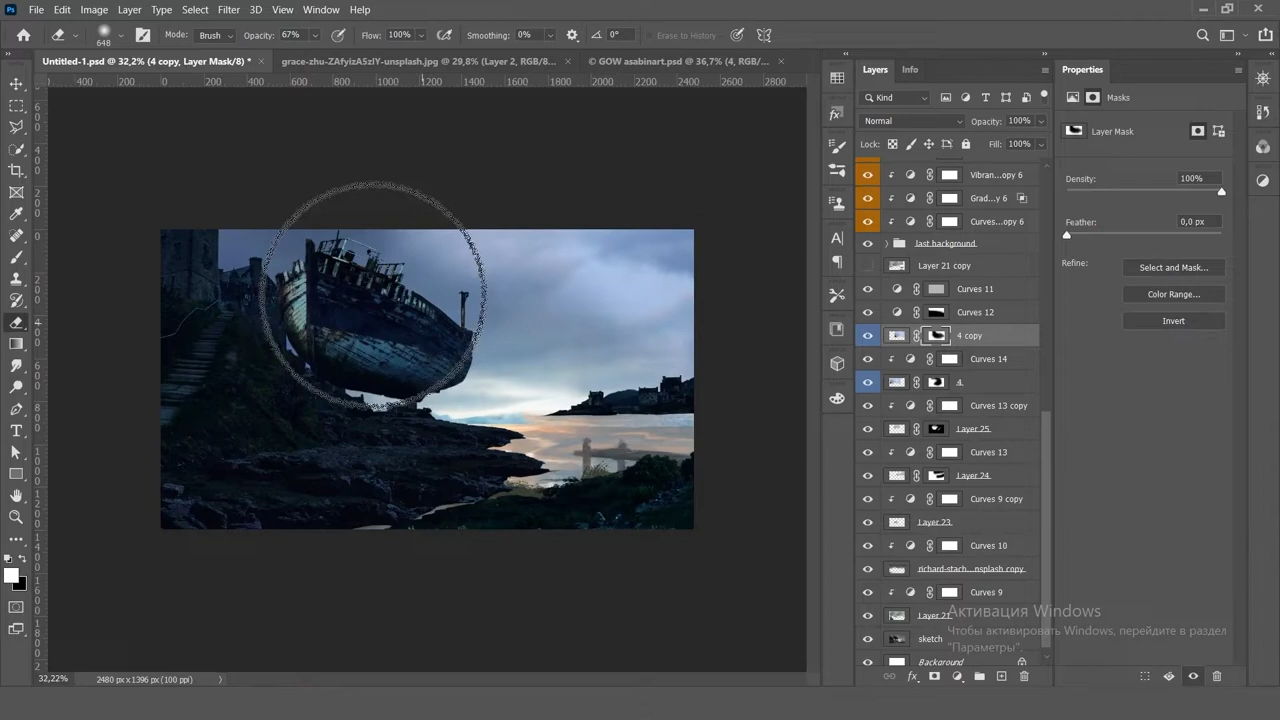 Ps File Edit Image Layer Type Select Filter 3D View Window Help
648 Mode: Brush Opacity: 67% Flow: 100% Smoothing: 0% 0° Erase to History
Untitled-1.psd @ 32,2% (4 copy, Layer Mask/8) * × grace-zhu-ZAfyizA5zIY-unsplash.jpg @ 29,8% (Layer 2, RGB/8... × © GOW asabinart.psd @ 36,7% (4 copy, RGB/... ×
400 200 0 200 400 600 800 1000 1200 1400 1600 1800 2000 2200 2400 2600 2800
Layers Info
Kind
Normal Opacity: 100%
Lock: Fill: 100%
Vibran...opy 6
Grad...y 6
Curves...opy 6
last background
Layer 21 copy
Curves 11
Curves 12
4 copy
Curves 14
4
Curves 13 copy
Layer 25
Curves 13
Layer 24
Curves 9 copy
Layer 23
Curves 10
richard-stach...nsplash copy
Curves 9
Layer 21
sketch
Background
Properties
Masks
Layer Mask
Density: 100%
Feather: 0,0 px
Refine: Select and Mask...
Color Range...
Invert
Активация Windows
Чтобы активировать Windows, перейдите в раздел
"Параметры".
32,22% 2480 px x 1396 px (100 ppi)